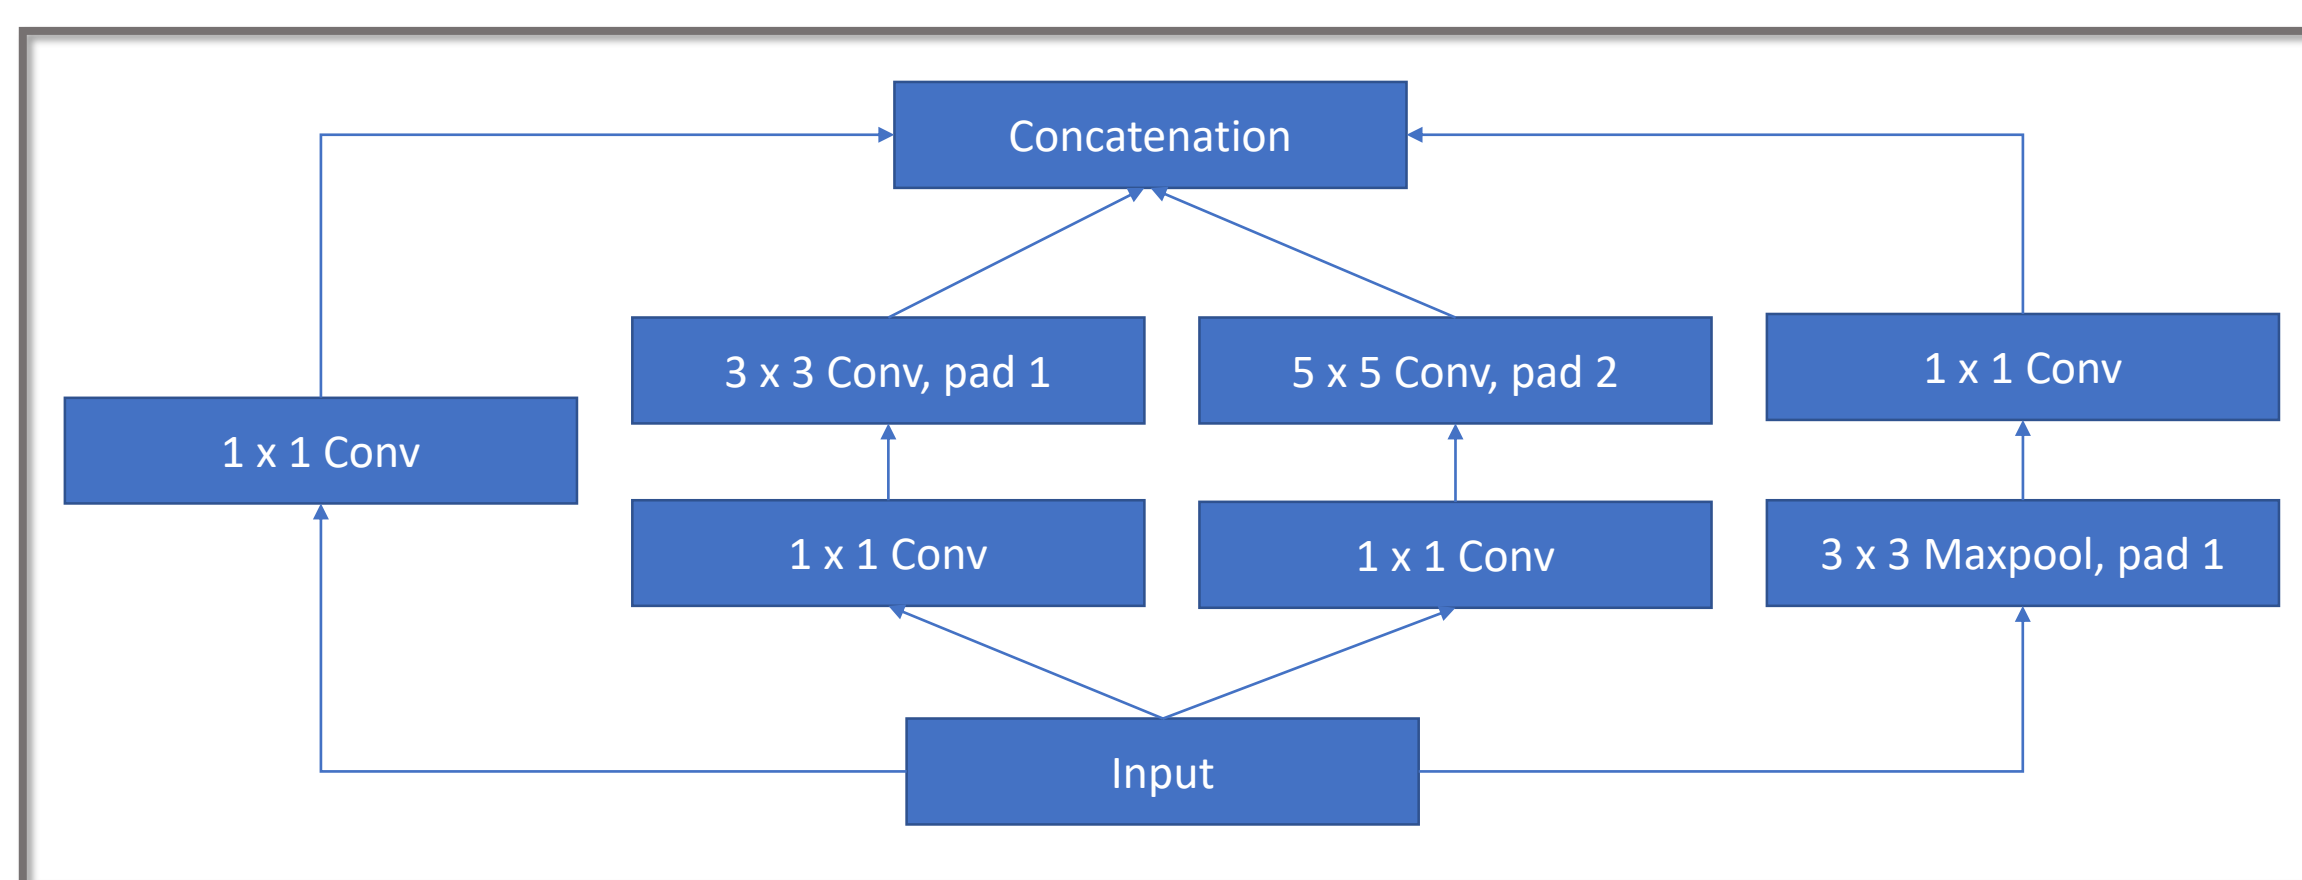 Concatenation
3 x 3 Conv, pad 1
5 x 5 Conv, pad 2
1 x 1 Conv
1 x 1 Conv
1 x 1 Conv
1 x 1 Conv
3 x 3 Maxpool, pad 1
Input